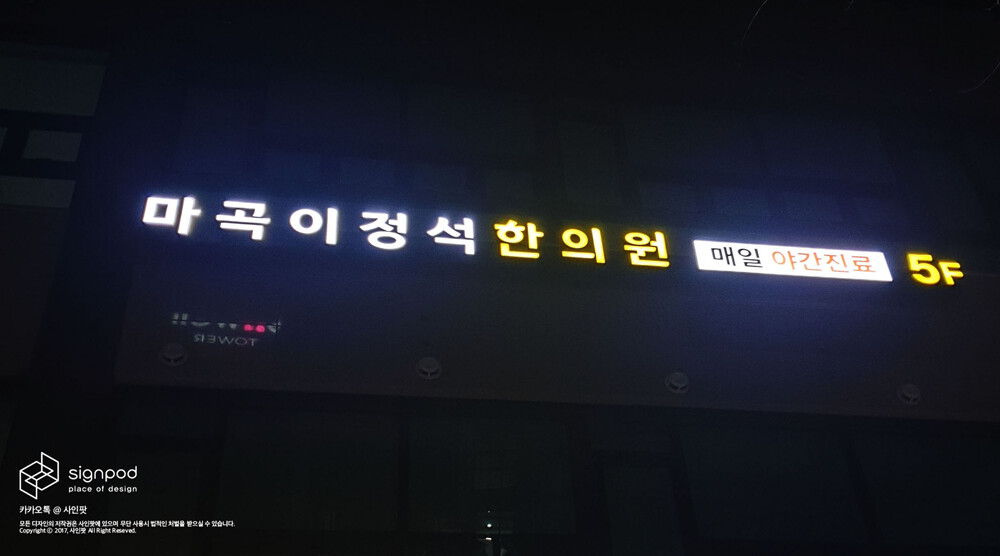 마곡이정석한의원 매일 야간진료 5F
TOWER
signpod
place of design
카카오톡 @ 사인팟
모든 디자인의 저작권은 사인팟에 있으며 무단 사용시 법적인 처벌을 받으실 수 있습니다.
Copyright ⓒ 2017, 사인팟 All Right Reseved.